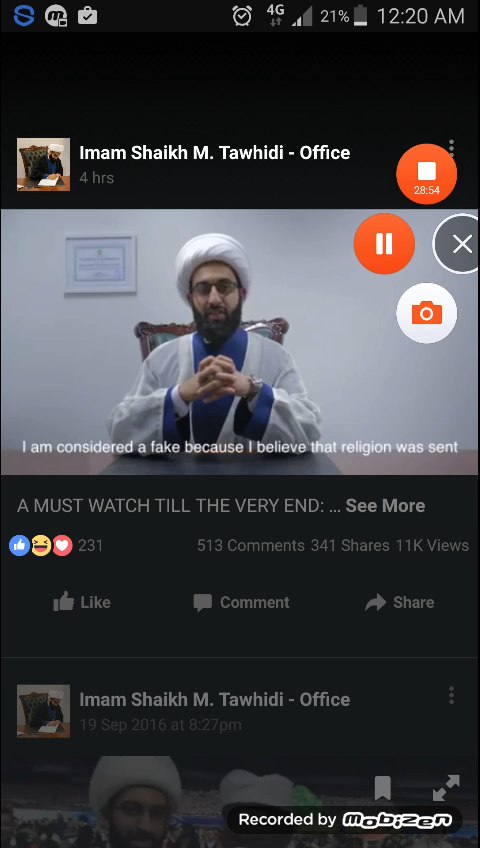 4G 21% 12:20 AM
Imam Shaikh M. Tawhidi - Office
4 hrs
28:54
I am considered a fake because I believe that religion was sent
A MUST WATCH TILL THE VERY END: ... See More
231 513 Comments 341 Shares 11K Views
Like Comment Share
Imam Shaikh M. Tawhidi - Office
19 Sep 2016 at 8:27pm
Recorded by Mobizen